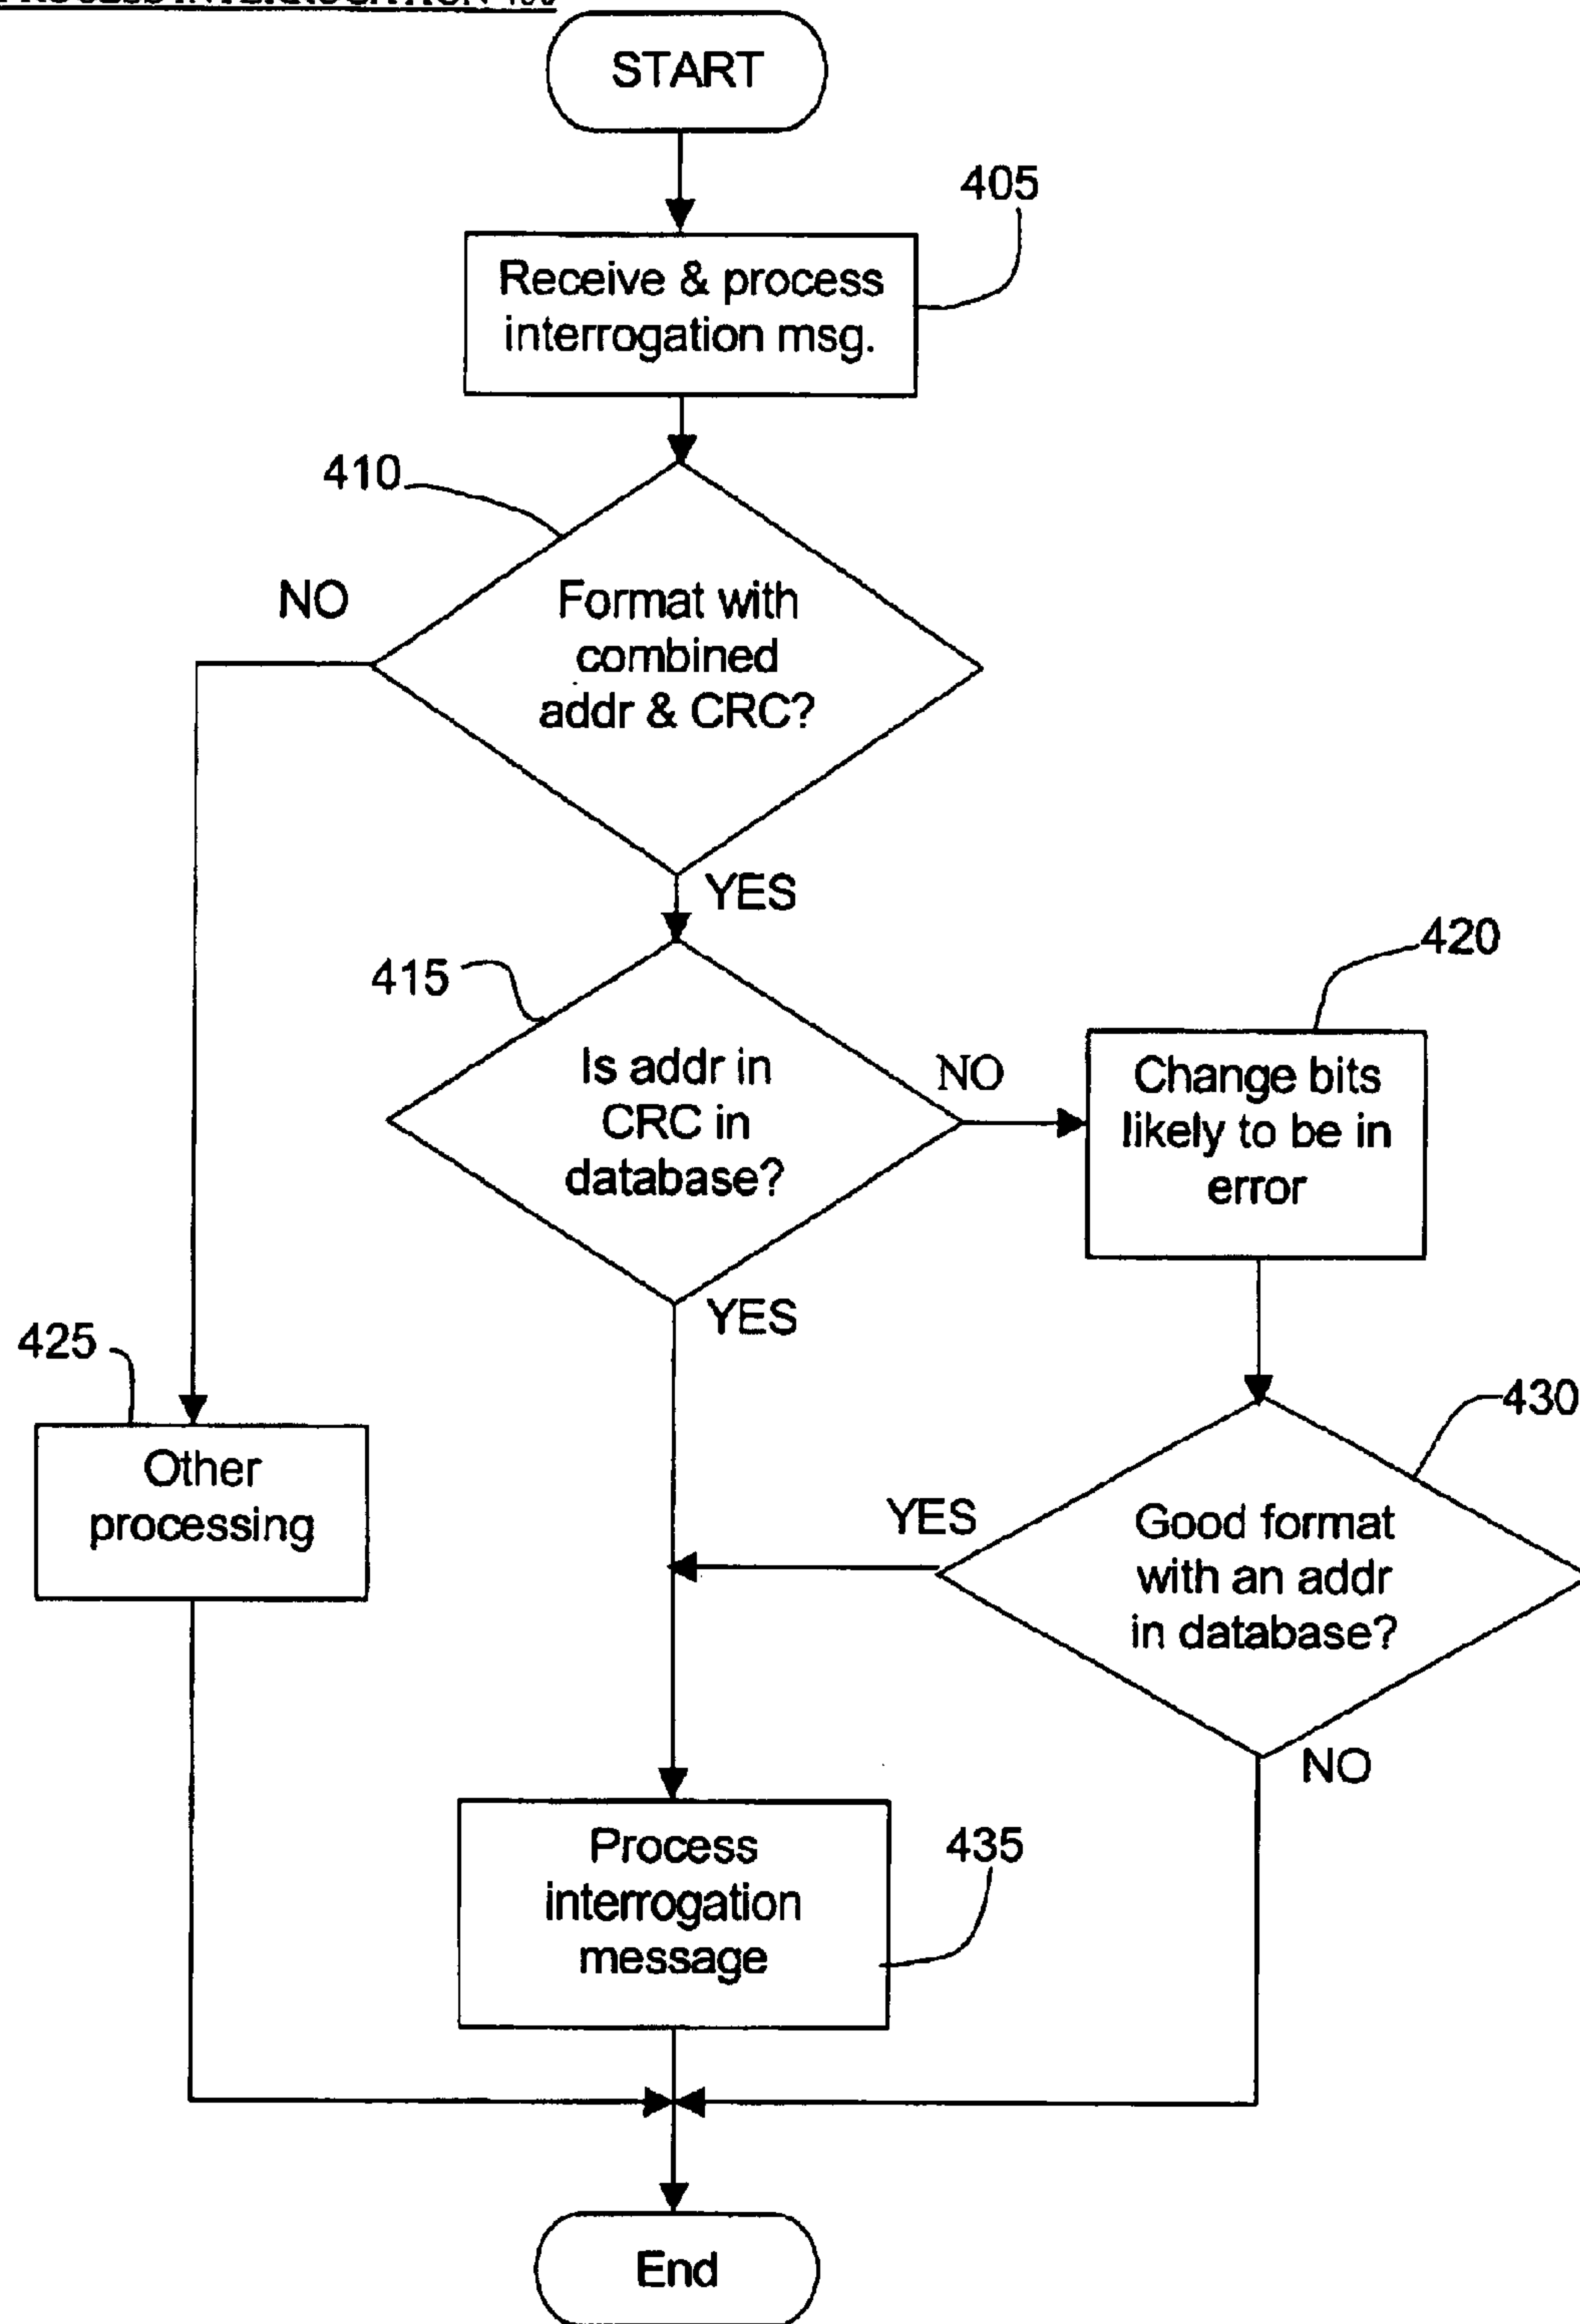 START
405
Receive & process
interrogation msg.
410
NO
Format with
combined
addr & CRC?
YES
415
Is addr in
CRC in
database?
NO
420
Change bits
likely to be in
error
YES
425
Other
processing
430
YES
Good format
with an addr
in database?
NO
Process
interrogation
message
435
End